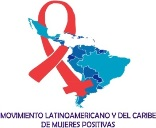 MOVIMIENTO LATINOAMERICANO Y DEL CARIBE
DE MUJERES POSITIVAS